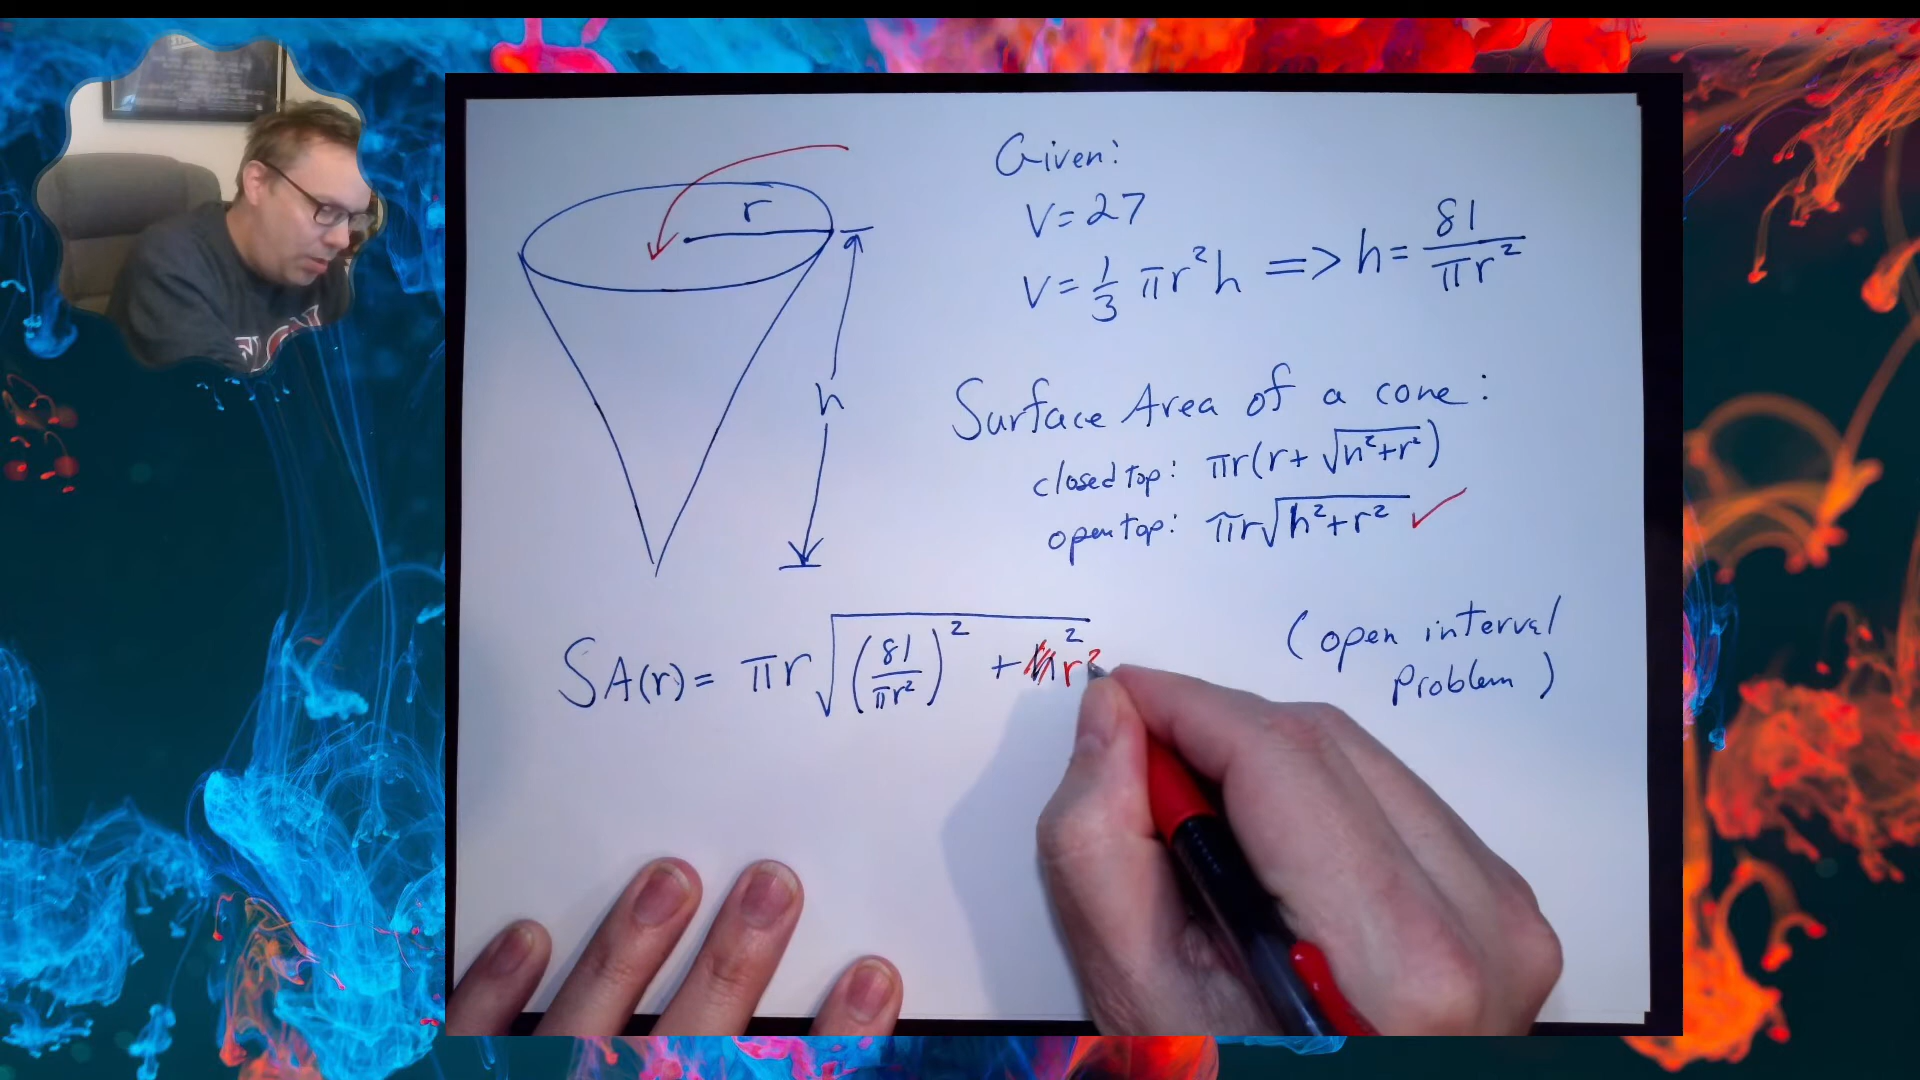 r
h
Given:
V = 27
V = 1/3 πr²h => h = 81/πr²
Surface Area of a cone:
closed top: πr(r + √(h²+r²))
open top: πr√(h²+r²) ✓
SA(r) = πr√((81/πr²)² + r²)
(open interval
problem)